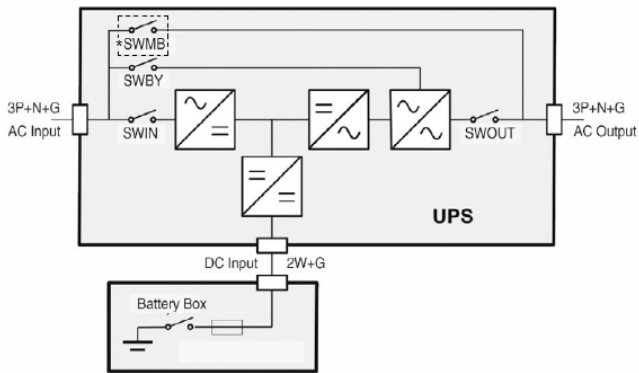 *SWMB
SWBY
3P+N+G
AC Input
SWIN
SWOUT
3P+N+G
AC Output
UPS
DC Input
2W+G
Battery Box